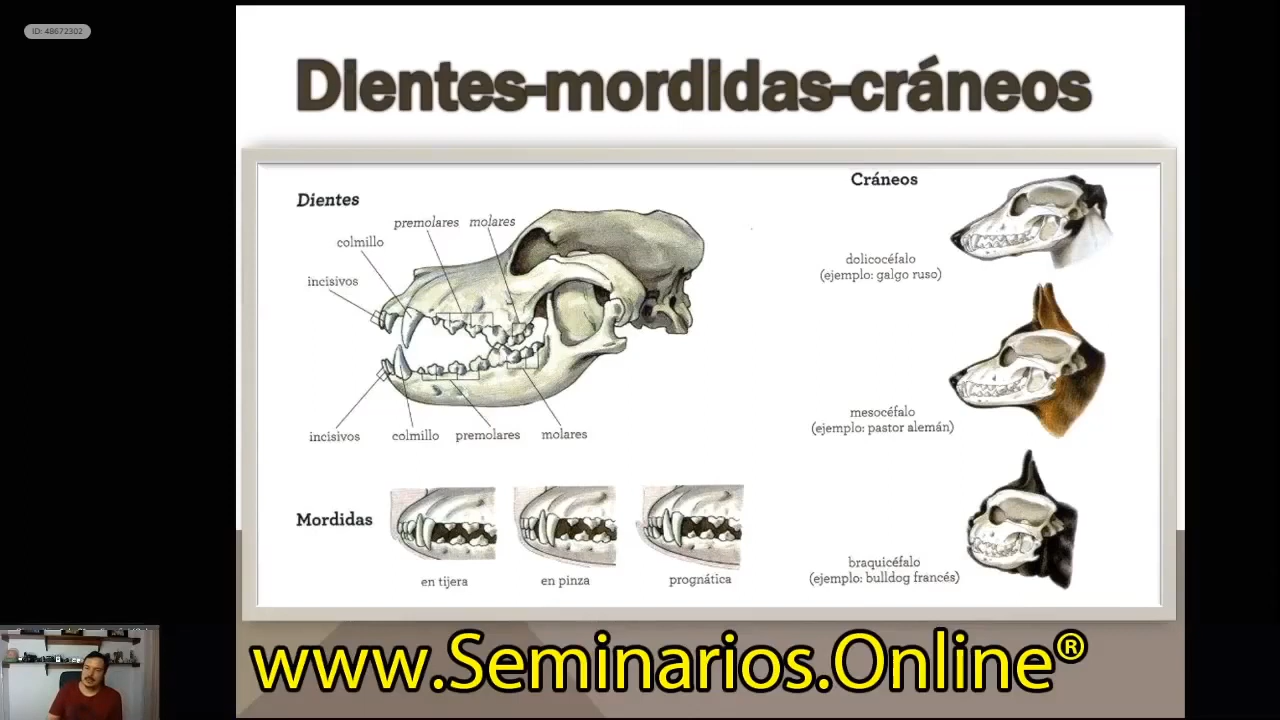 ID: 48672302
Dientes-mordidas-cráneos
Dientes
premolares
molares
colmillo
incisivos
incisivos
colmillo
premolares
molares
Mordidas
en tijera
en pinza
prognática
Cráneos
dolicocéfalo
(ejemplo: galgo ruso)
mesocéfalo
(ejemplo: pastor alemán)
braquicéfalo
(ejemplo: bulldog francés)
www.Seminarios.Online®